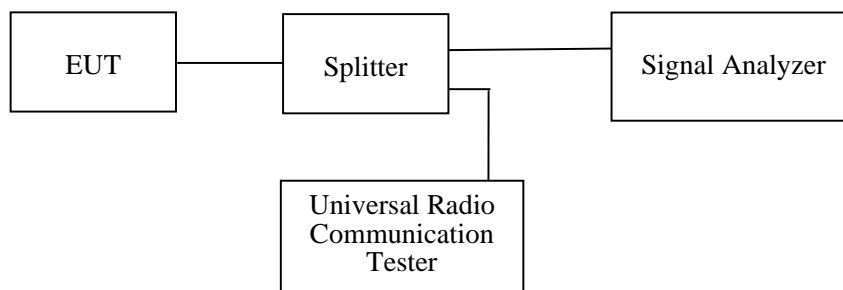 EUT
Splitter
Signal Analyzer
Universal Radio
Communication
Tester